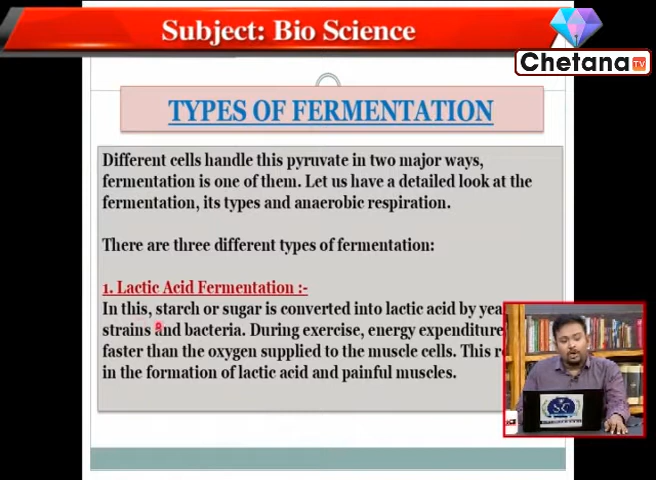 Subject: Bio Science
Chetana TV
TYPES OF FERMENTATION
Different cells handle this pyruvate in two major ways,
fermentation is one of them. Let us have a detailed look at the
fermentation, its types and anaerobic respiration.
There are three different types of fermentation:
1. Lactic Acid Fermentation :-
In this, starch or sugar is converted into lactic acid by
strains and bacteria. During exercise, energy expenditure
faster than the oxygen supplied to the muscle cells. This
in the formation of lactic acid and painful muscles.